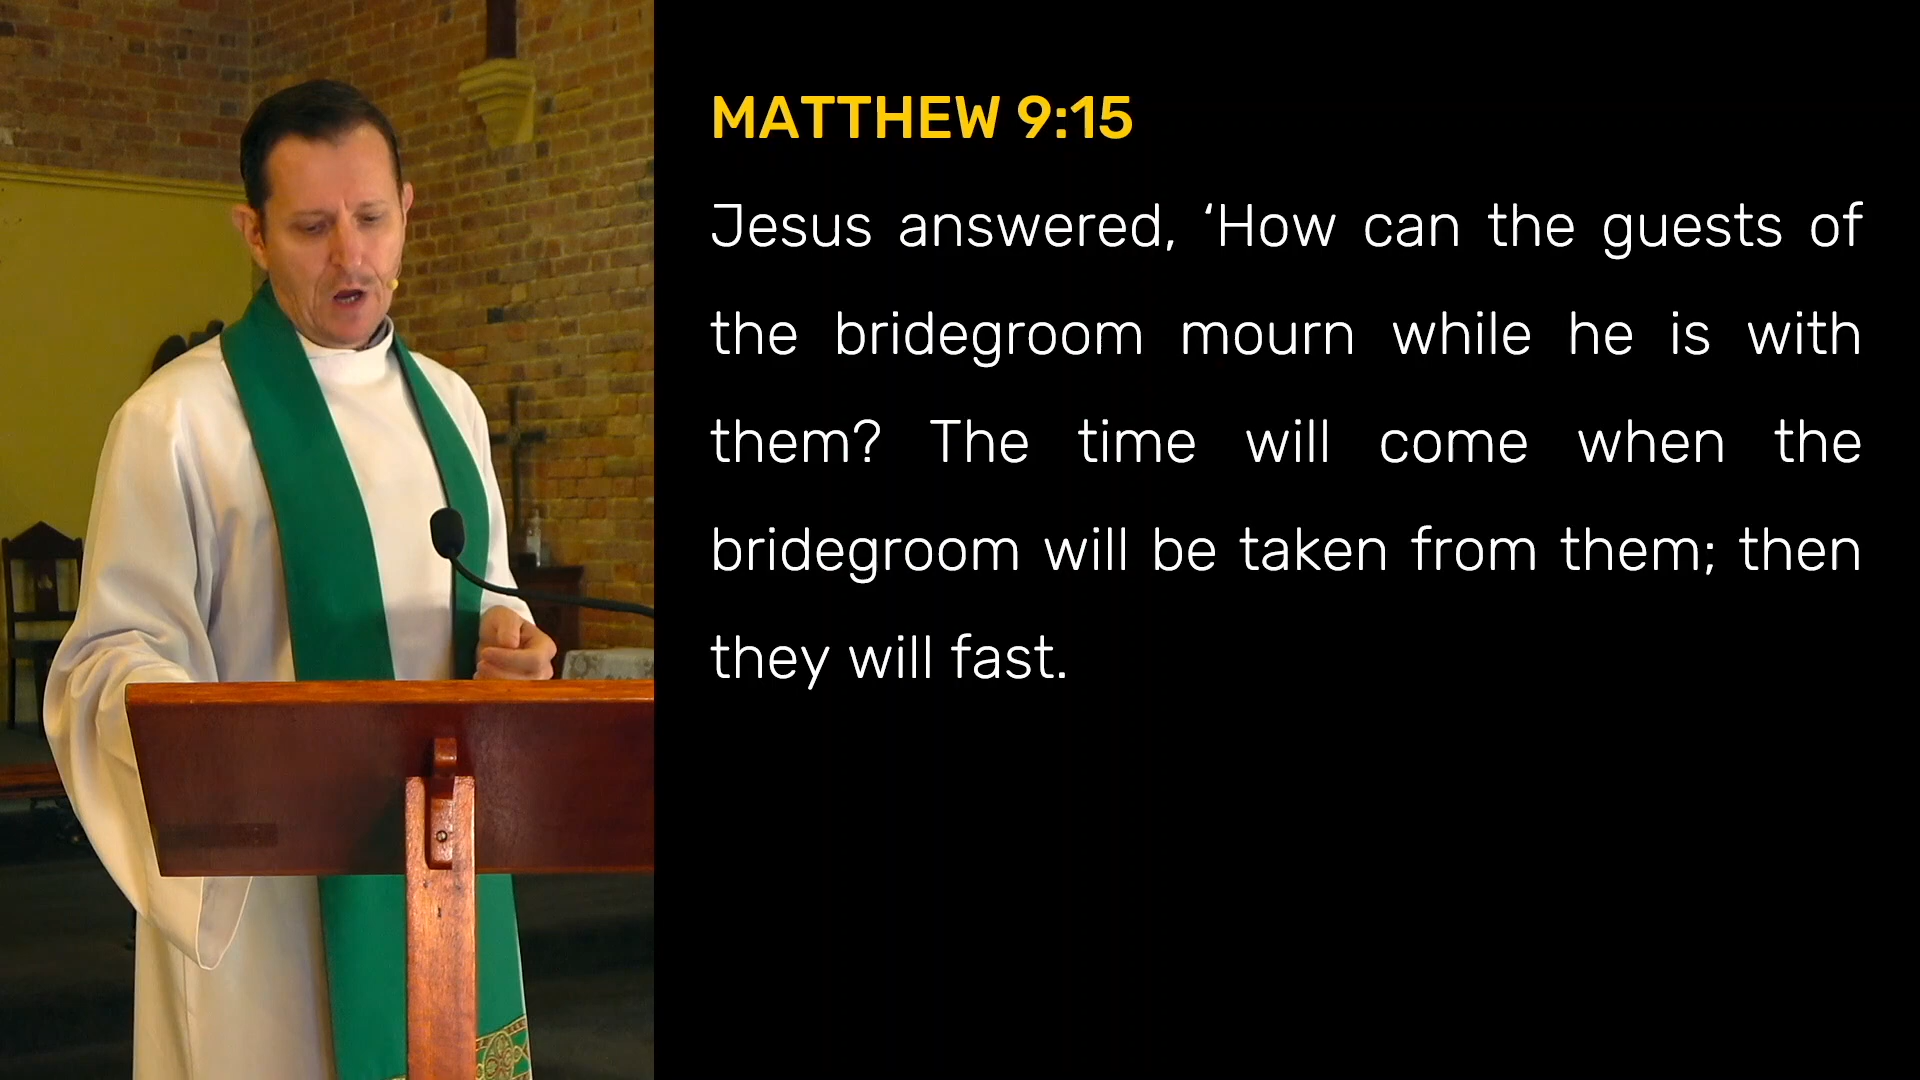 MATTHEW 9:15
Jesus answered, ‘How can the guests of
the bridegroom mourn while he is with
them? The time will come when the
bridegroom will be taken from them; then
they will fast.